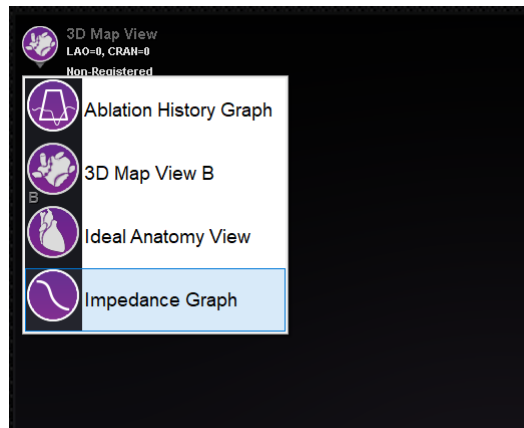 3D Map View
LAO=0, CRAN=0
Non-Registered
Ablation History Graph
3D Map View B
B
Ideal Anatomy View
Impedance Graph